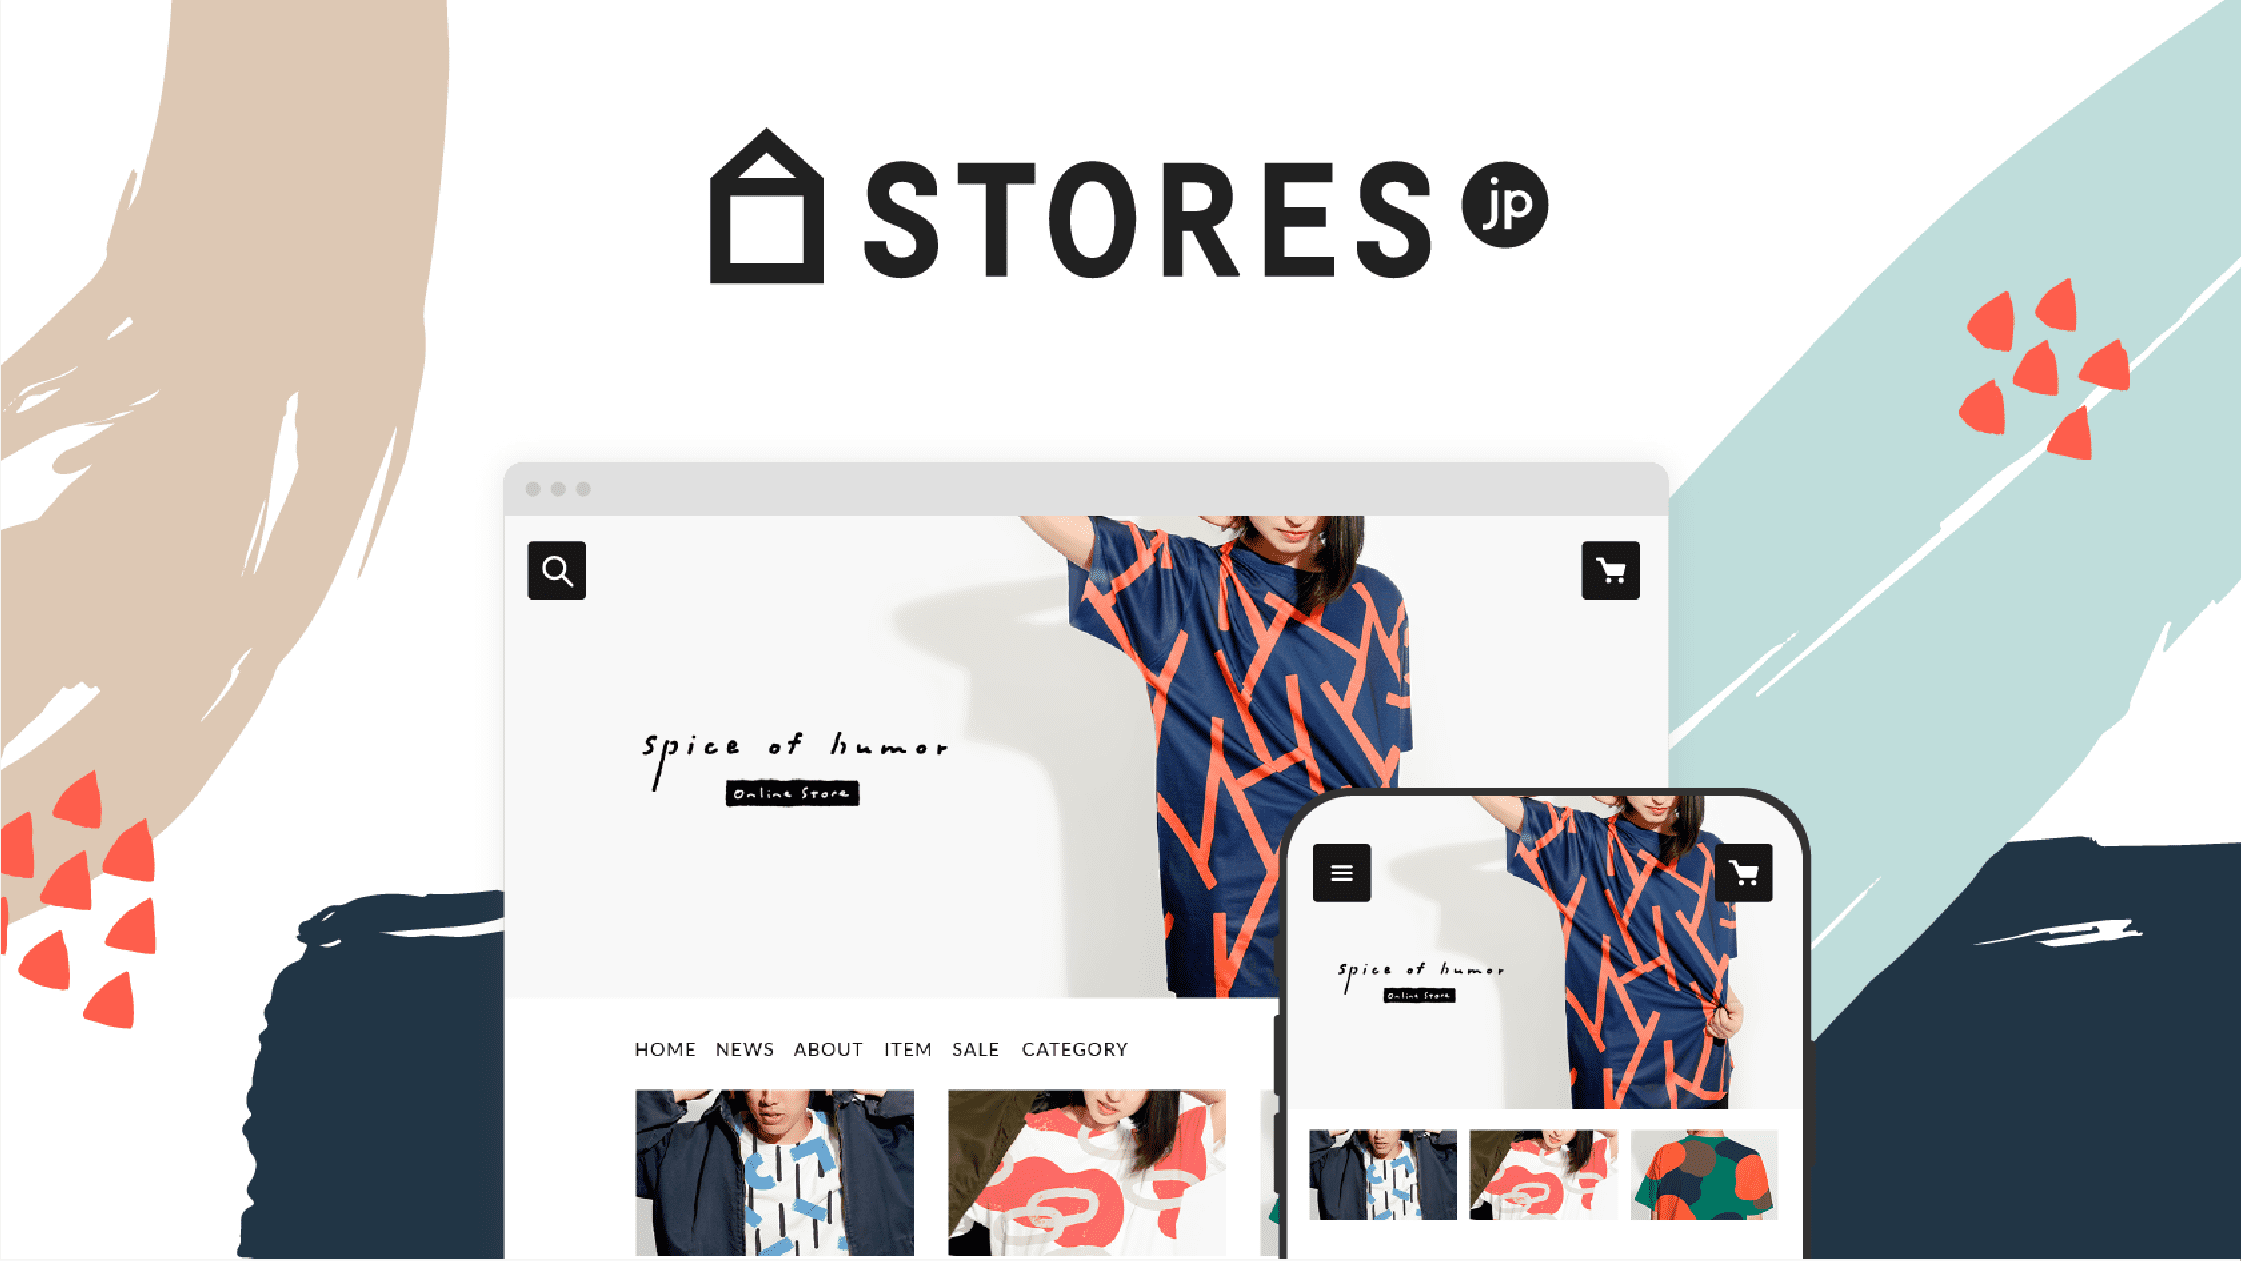 STORES jp
spice of humor
Online Store
HOME NEWS ABOUT ITEM SALE CATEGORY
spice of humor
Online Store